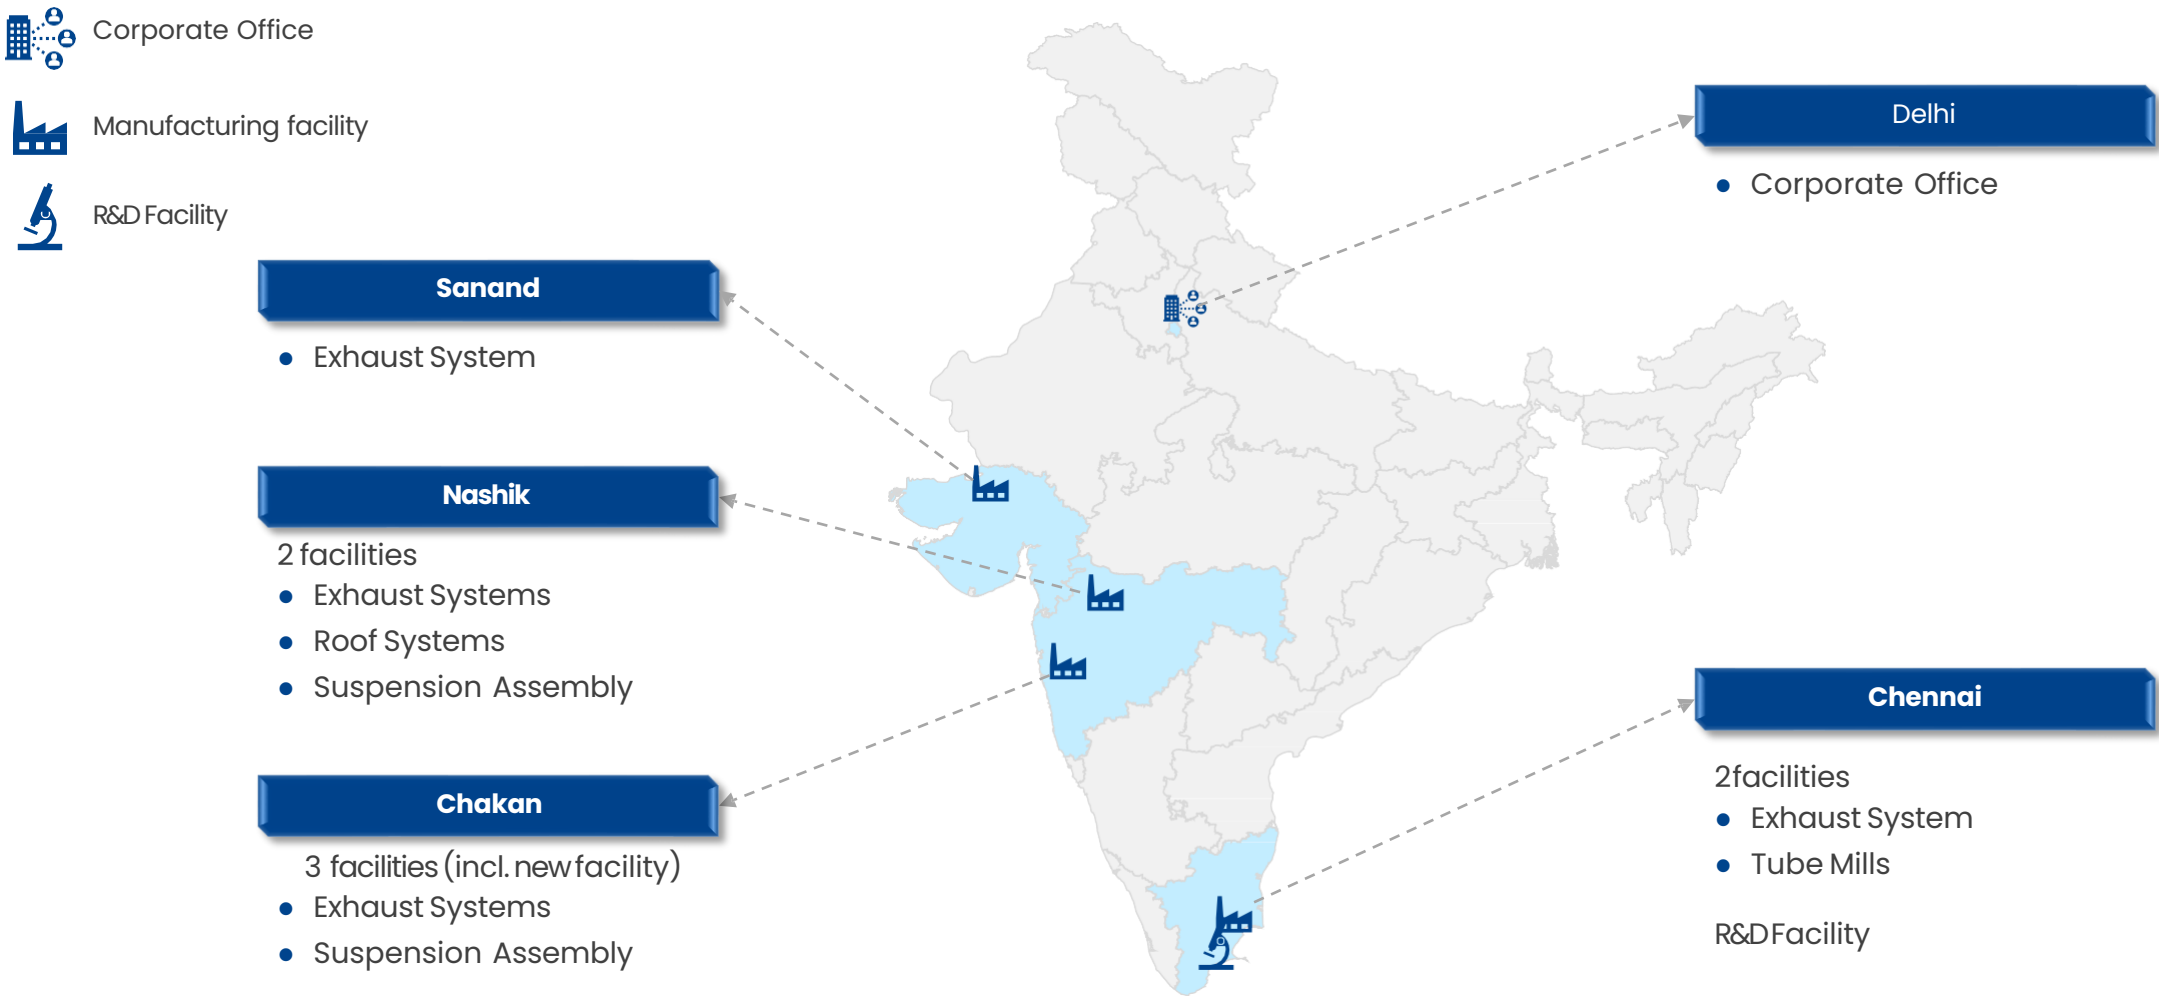 Corporate Office
Manufacturing facility
R&D Facility
Sanand
• Exhaust System
Nashik
2 facilities
• Exhaust Systems
• Roof Systems
• Suspension Assembly
Chakan
3 facilities (incl. new facility)
• Exhaust Systems
• Suspension Assembly
Delhi
• Corporate Office
Chennai
2facilities
• Exhaust System
• Tube Mills
R&D Facility